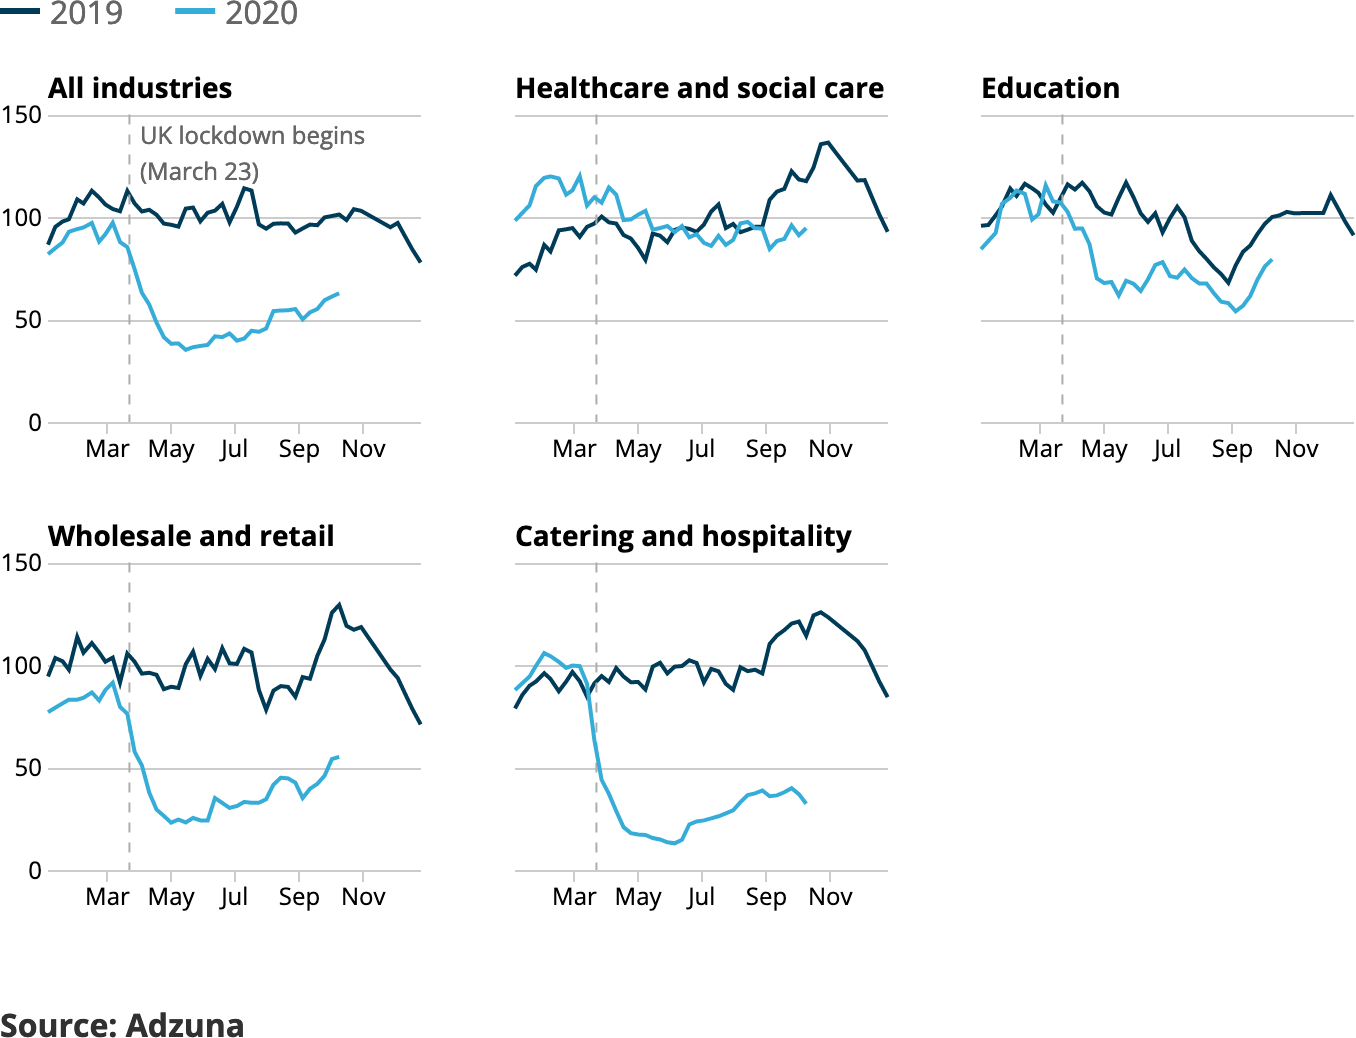 2019 2020
All industries Healthcare and social care Education
150
UK lockdown begins
(March 23)
100
50
0
Mar May Jul Sep Nov Mar May Jul Sep Nov Mar May Jul Sep Nov
Wholesale and retail Catering and hospitality
150
100
50
0
Mar May Jul Sep Nov Mar May Jul Sep Nov
Source: Adzuna